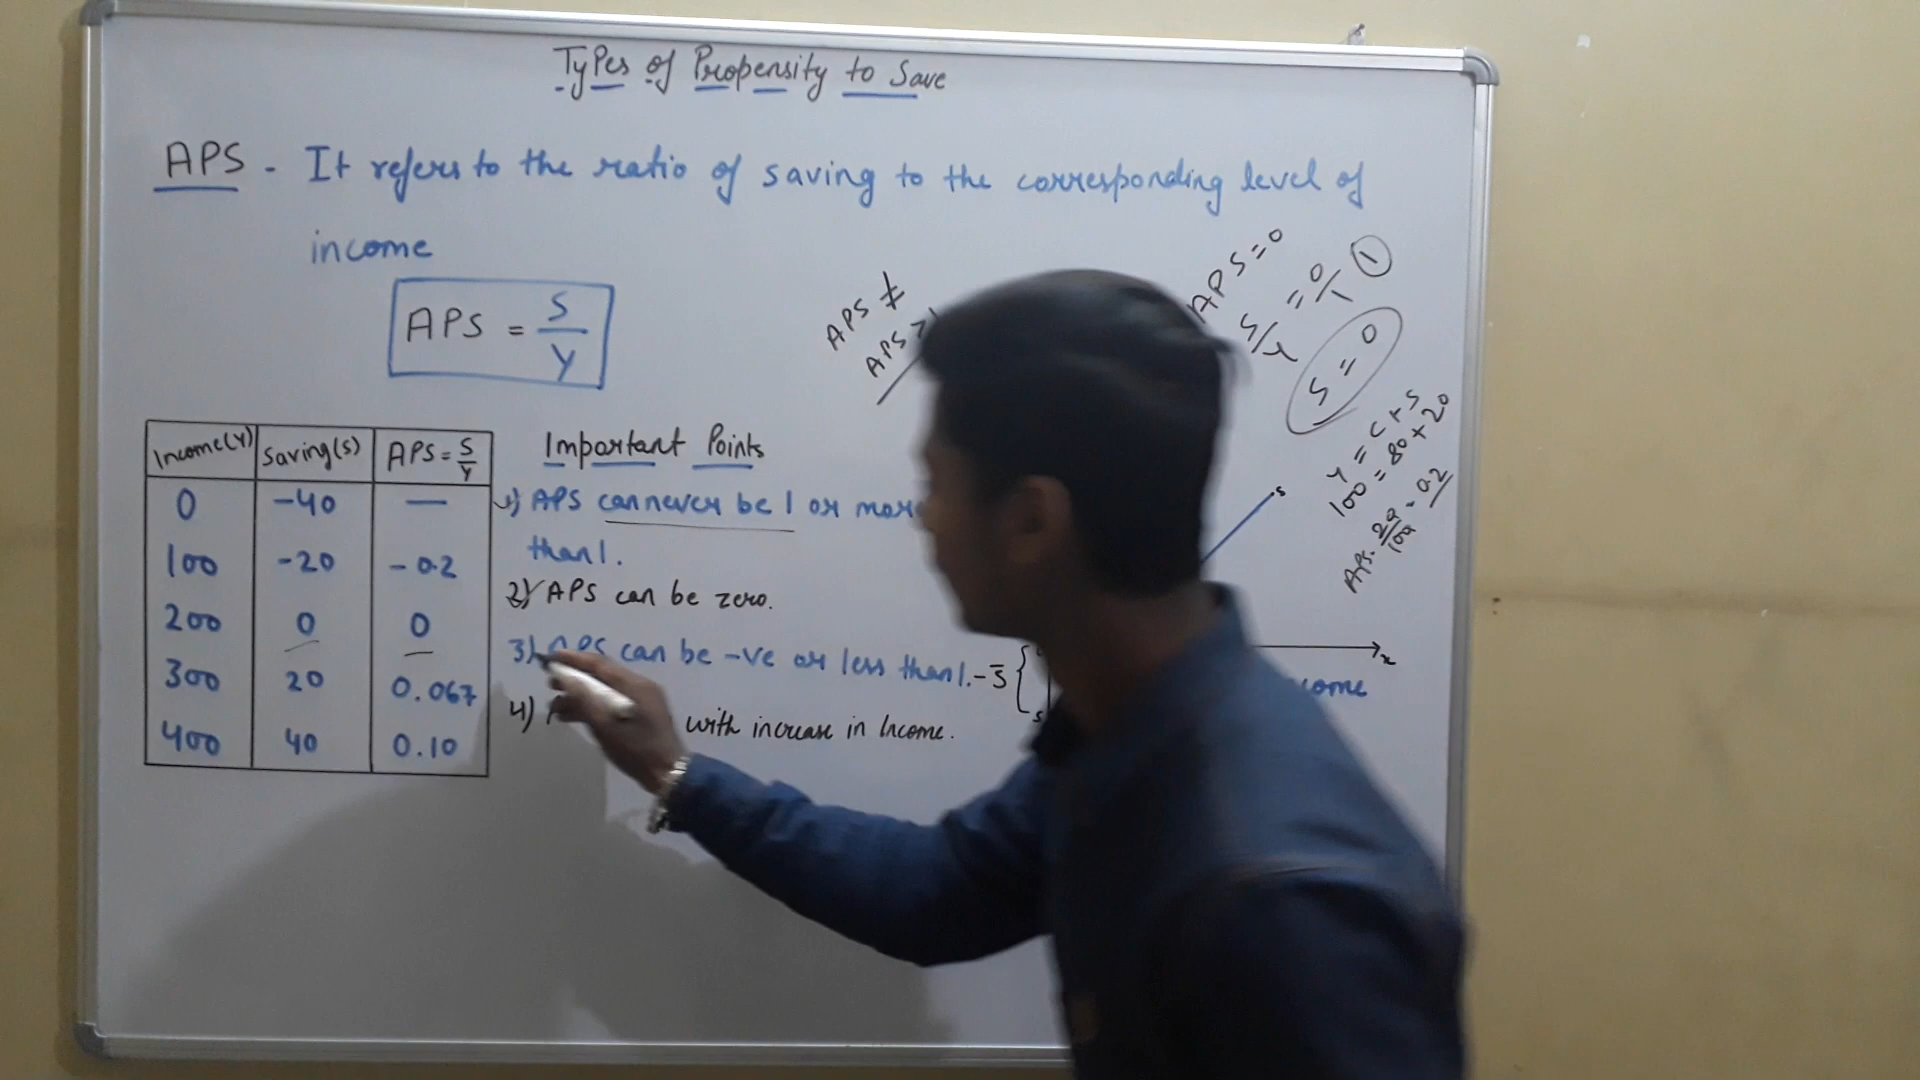 Types of Propensity to Save
APS - It refers to the ratio of saving to the corresponding level of
income
APS = S/Y
Income(Y) Saving(S) APS = S/Y
0 -40 —
100 -20 -0.2
200 0 0
300 20 0.067
400 40 0.10
Important Points
1) APS can never be 1 or more
than 1.
2) APS can be zero.
3) APS can be -ve or less than 1.
4) with increase in Income.
APS ≠
APS >1
APS = 0
S/Y = 0/1 1
S = 0
Y = C + S
100 = 80 + 20
APS = 20/100 = 0.2
S
-S
S
x